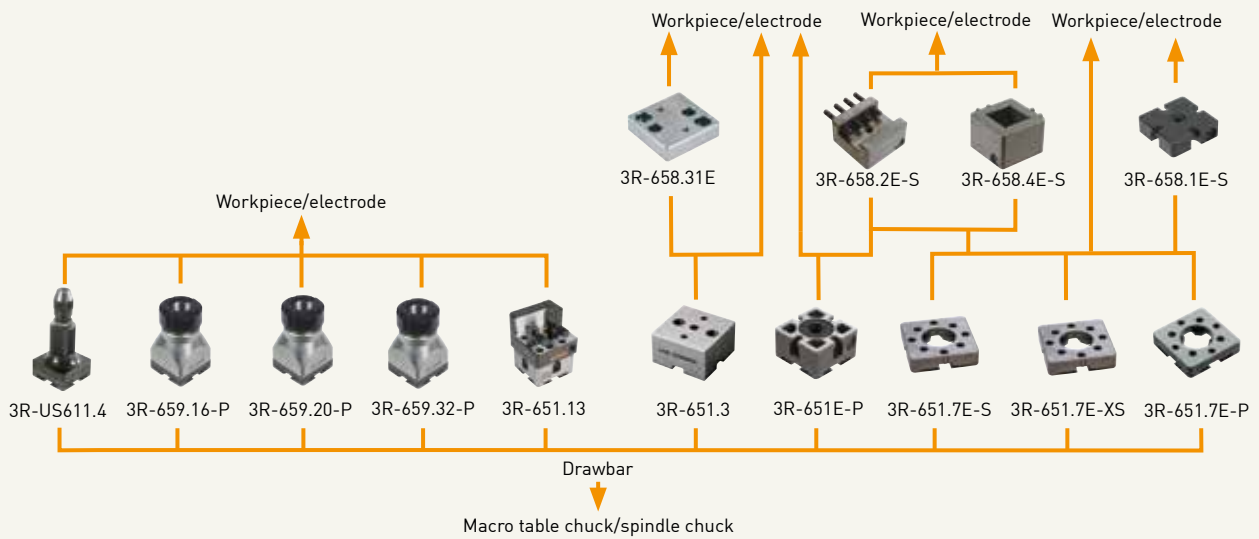 Workpiece/electrode
Workpiece/electrode
Workpiece/electrode
3R-658.31E
3R-658.2E-S
3R-658.4E-S
3R-658.1E-S
Workpiece/electrode
3R-US611.4
3R-659.16-P
3R-659.20-P
3R-659.32-P
3R-651.13
3R-651.3
3R-651E-P
3R-651.7E-S
3R-651.7E-XS
3R-651.7E-P
Drawbar
Macro table chuck/spindle chuck